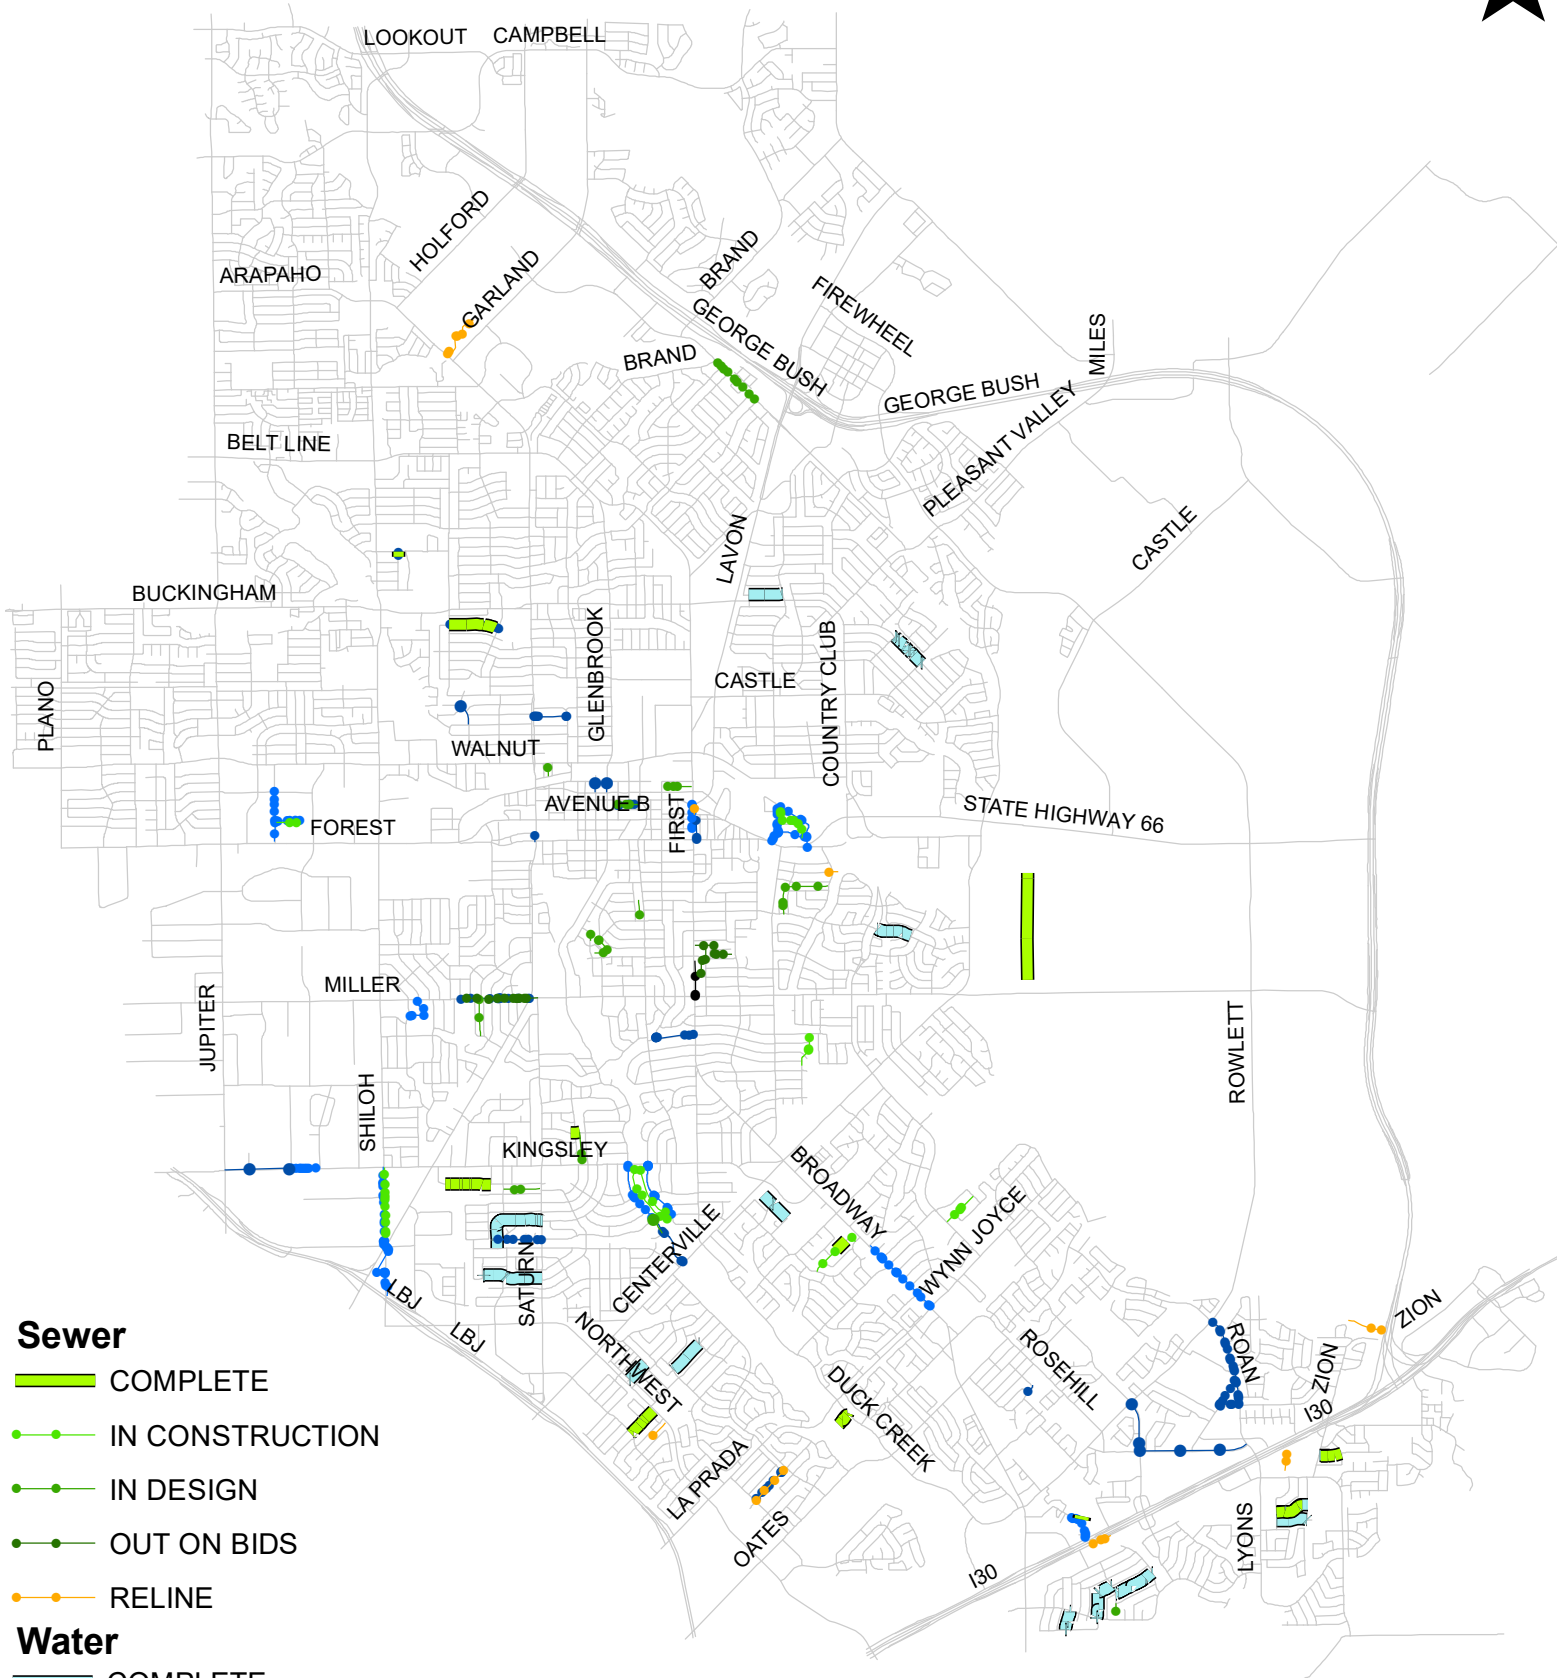 LOOKOUT
CAMPBELL
HOLFORD
ARAPAHO
GARLAND
BRAND
FIREWHEEL
GEORGE BUSH
BRAND
MILES
GEORGE BUSH
PLEASANT VALLEY
BELT LINE
LAVON
CASTLE
BUCKINGHAM
GLENBROOK
COUNTRY CLUB
CASTLE
PLANO
WALNUT
AVENUE B
FIRST
STATE HIGHWAY 66
FOREST
MILLER
JUPITER
ROWLETT
SHILOH
KINGSLEY
BROADWAY
WYNN JOYCE
CENTERVILLE
SATURN
LBJ
LBJ
NORTHWEST
ROSEHILL
ROAN
ZION
ZION
I30
DUCK CREEK
LA PRADA
OATES
LYONS
I30
Sewer
COMPLETE
IN CONSTRUCTION
IN DESIGN
OUT ON BIDS
RELINE
Water
COMPLETE